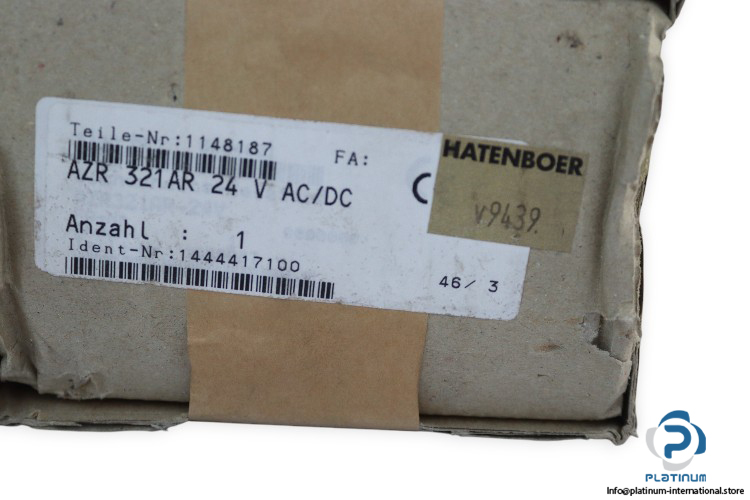 Teile-Nr:1148187
FA:
AZR 321AR 24 V AC/DC
Anzahl : 1
Ident-Nr:1444417100
46/ 3
HATENBOER
v9439.
PLATINUM
Info@platinum-international.store